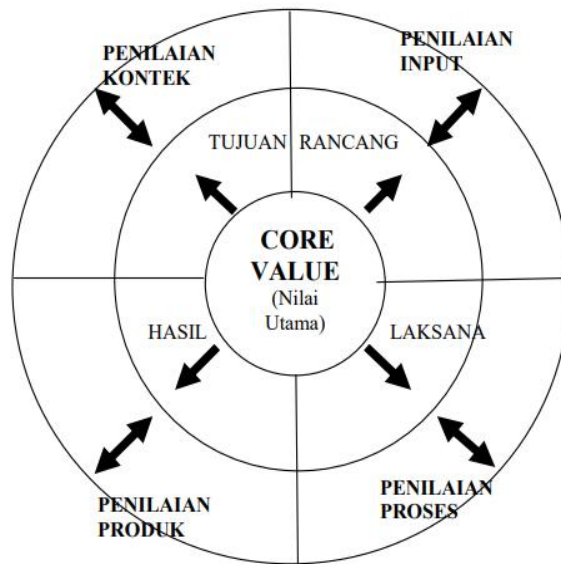 PENILAIAN
KONTEK
PENILAIAN
INPUT
TUJUAN
RANCANG
CORE
VALUE
(Nilai
Utama)
HASIL
LAKSANA
PENILAIAN
PRODUK
PENILAIAN
PROSES